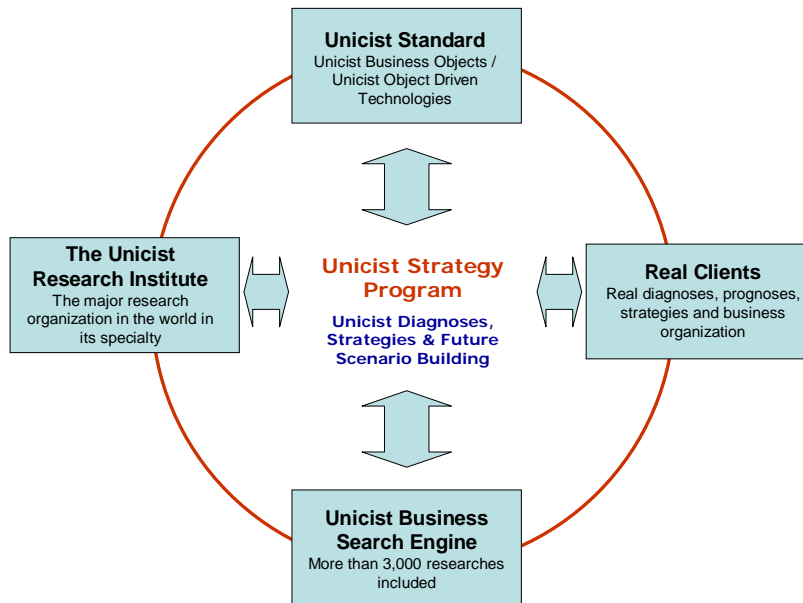 Unicist Standard
Unicist Business Objects /
Unicist Object Driven
Technologies
The Unicist
Research Institute
The major research
organization in the world in
its specialty
Unicist Strategy
Program
Unicist Diagnoses,
Strategies & Future
Scenario Building
Real Clients
Real diagnoses, prognoses,
strategies and business
organization
Unicist Business
Search Engine
More than 3,000 researches
included